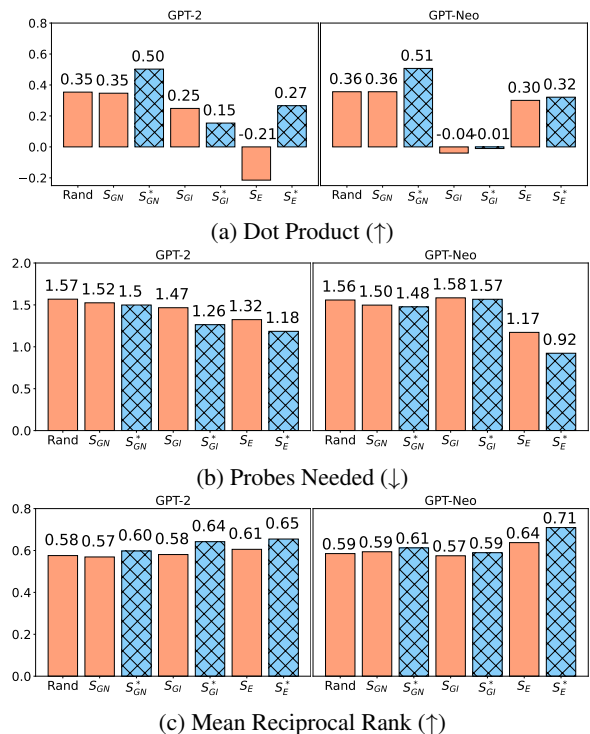 GPT-2 GPT-Neo
0.8
0.6
0.4
0.2
0.0
−0.2
0.35 0.35 0.50 0.25 0.15 -0.21 0.27
0.36 0.36 0.51 -0.04 -0.01 0.30 0.32
Rand S_GN S*_GN S_GI S*_GI S_E S*_E
Rand S_GN S*_GN S_GI S*_GI S_E S*_E
(a) Dot Product (↑)
GPT-2 GPT-Neo
2.0
1.5
1.0
0.5
0.0
1.57 1.52 1.5 1.47 1.26 1.32 1.18
1.56 1.50 1.48 1.58 1.57 1.17 0.92
Rand S_GN S*_GN S_GI S*_GI S_E S*_E
Rand S_GN S*_GN S_GI S*_GI S_E S*_E
(b) Probes Needed (↓)
GPT-2 GPT-Neo
0.8
0.6
0.4
0.2
0.0
0.58 0.57 0.60 0.58 0.64 0.61 0.65
0.59 0.59 0.61 0.57 0.59 0.64 0.71
Rand S_GN S*_GN S_GI S*_GI S_E S*_E
Rand S_GN S*_GN S_GI S*_GI S_E S*_E
(c) Mean Reciprocal Rank (↑)